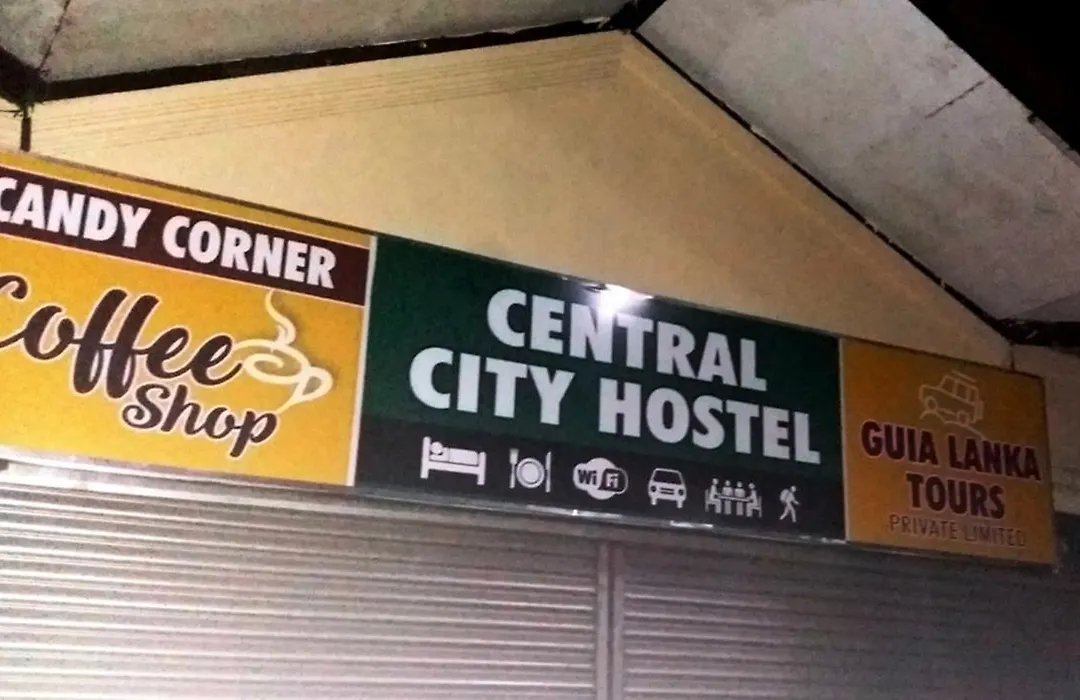 CANDY CORNER
Coffee
Shop
CENTRAL
CITY HOSTEL
WiFi
GUIA LANKA
TOURS
PRIVATE LIMITED